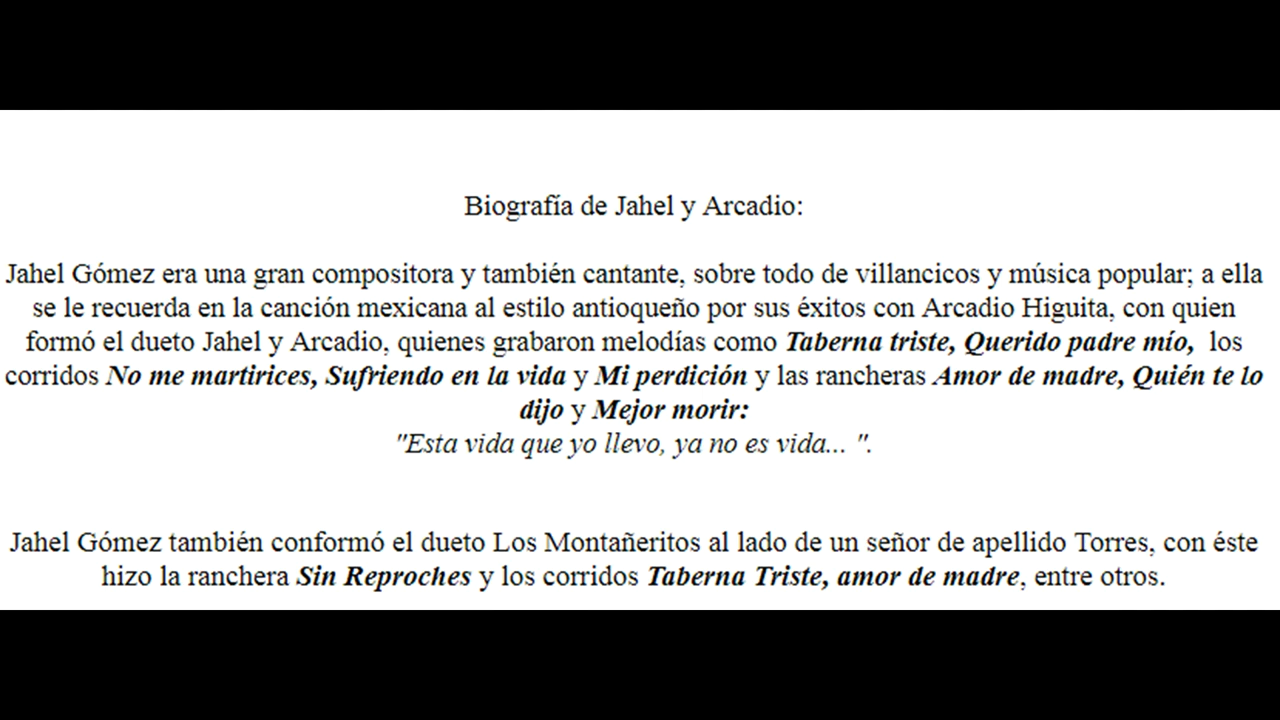 Biografía de Jahel y Arcadio:
Jahel Gómez era una gran compositora y también cantante, sobre todo de villancicos y música popular; a ella
se le recuerda en la canción mexicana al estilo antioqueño por sus éxitos con Arcadio Higuita, con quien
formó el dueto Jahel y Arcadio, quienes grabaron melodías como Taberna triste, Querido padre mío, los
corridos No me martirices, Sufriendo en la vida y Mi perdición y las rancheras Amor de madre, Quién te lo
dijo y Mejor morir:
"Esta vida que yo llevo, ya no es vida... ".
Jahel Gómez también conformó el dueto Los Montañeritos al lado de un señor de apellido Torres, con éste
hizo la ranchera Sin Reproches y los corridos Taberna Triste, amor de madre, entre otros.